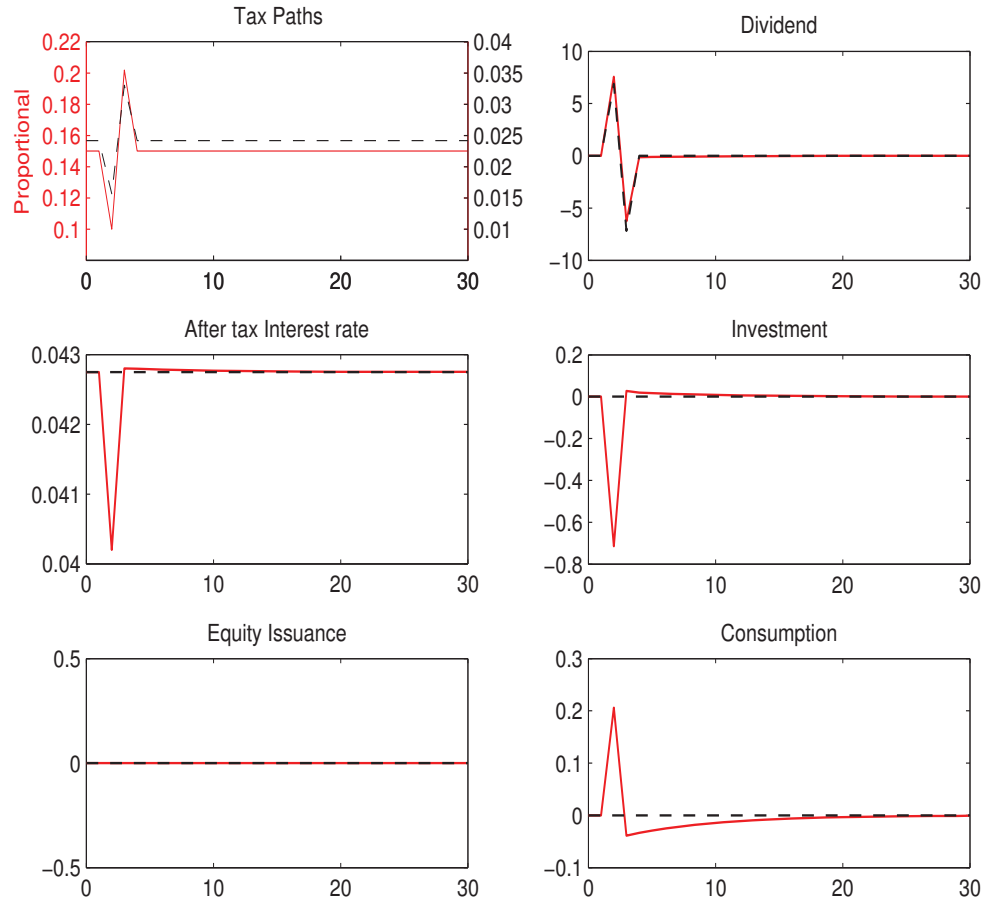 Tax Paths
Proportional
0.22
0.2
0.18
0.16
0.14
0.12
0.1
0.04
0.035
0.03
0.025
0.02
0.015
0.01
0 10 20 30
Dividend
10
5
0
−5
−10
0 10 20 30
After tax Interest rate
0.043
0.042
0.041
0.04
0 10 20 30
Investment
0.2
0
−0.2
−0.4
−0.6
−0.8
0 10 20 30
Equity Issuance
0.5
0
−0.5
0 10 20 30
Consumption
0.3
0.2
0.1
0
−0.1
0 10 20 30